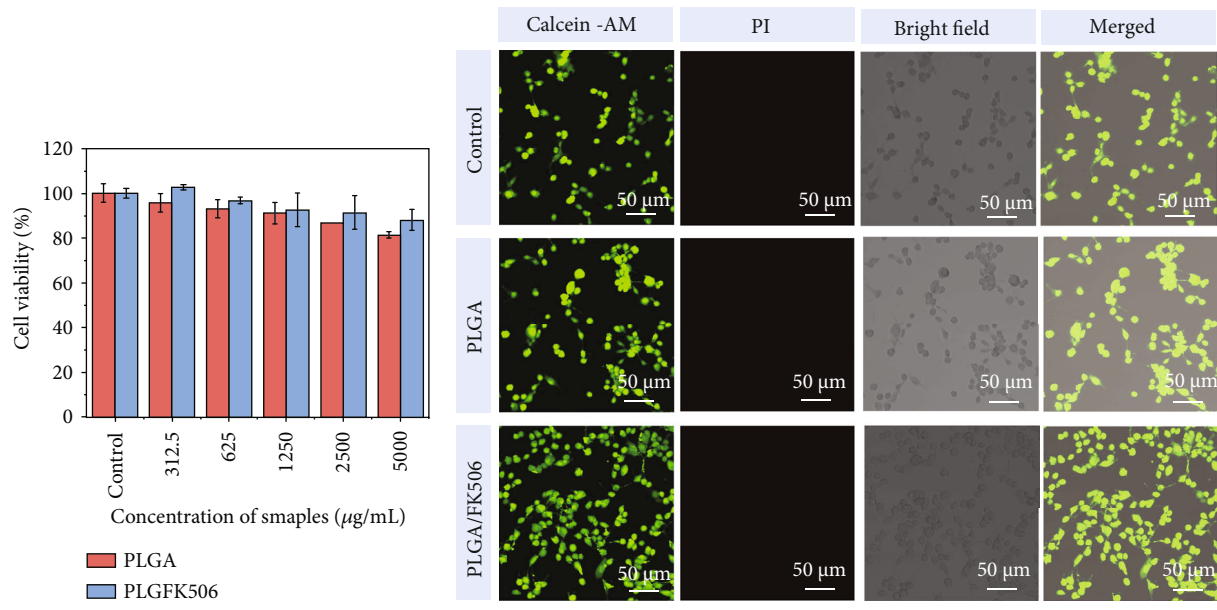 120
100
80
60
40
20
0
Cell viability (%)
Control
312.5
625
1250
2500
5000
Concentration of smaples (µg/mL)
PLGA
PLGFK506
Calcein -AM
PI
Bright field
Merged
Control
50 µm
50 µm
50 µm
50 µm
PLGA
50 µm
50 µm
50 µm
50 µm
PLGA/FK506
50 µm
50 µm
50 µm
50 µm